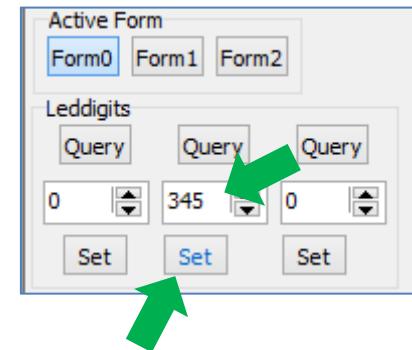 Active Form
Form0 Form1 Form2
Leddigits
Query Query Query
0 345 0
Set Set Set